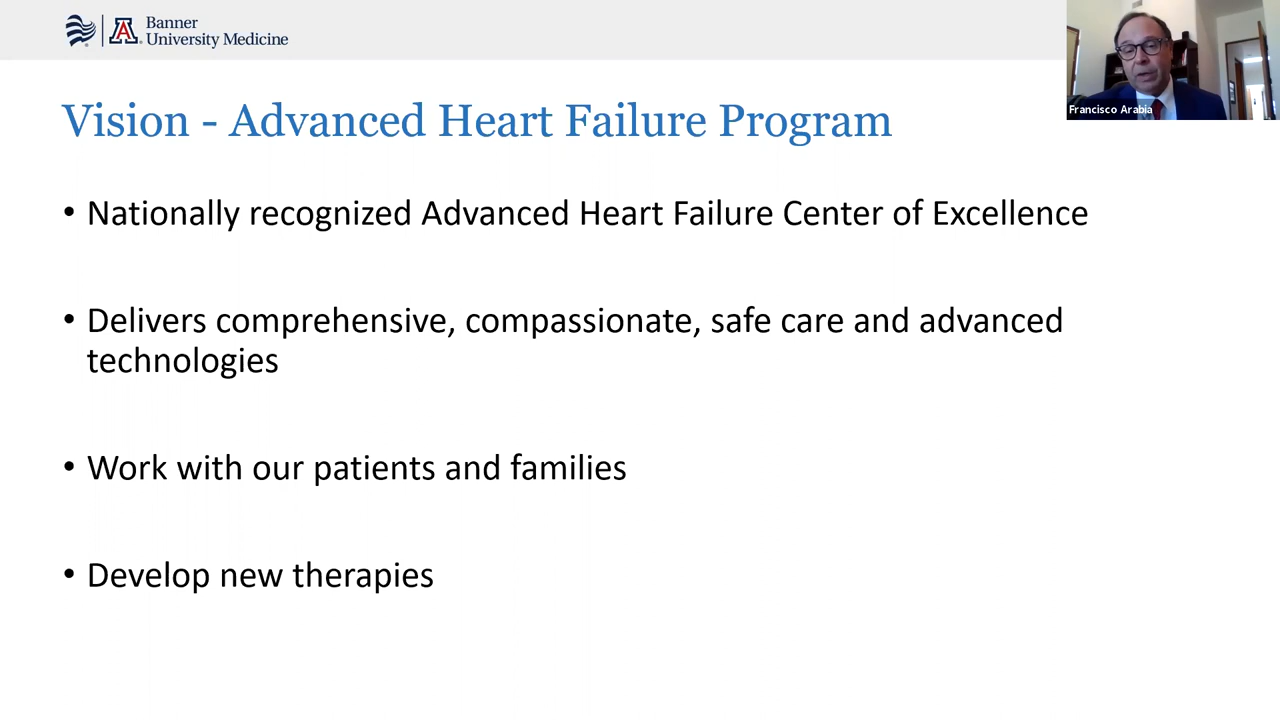 Banner
University Medicine
A
Francisco Arabia
Vision - Advanced Heart Failure Program
• Nationally recognized Advanced Heart Failure Center of Excellence
• Delivers comprehensive, compassionate, safe care and advanced
technologies
• Work with our patients and families
• Develop new therapies